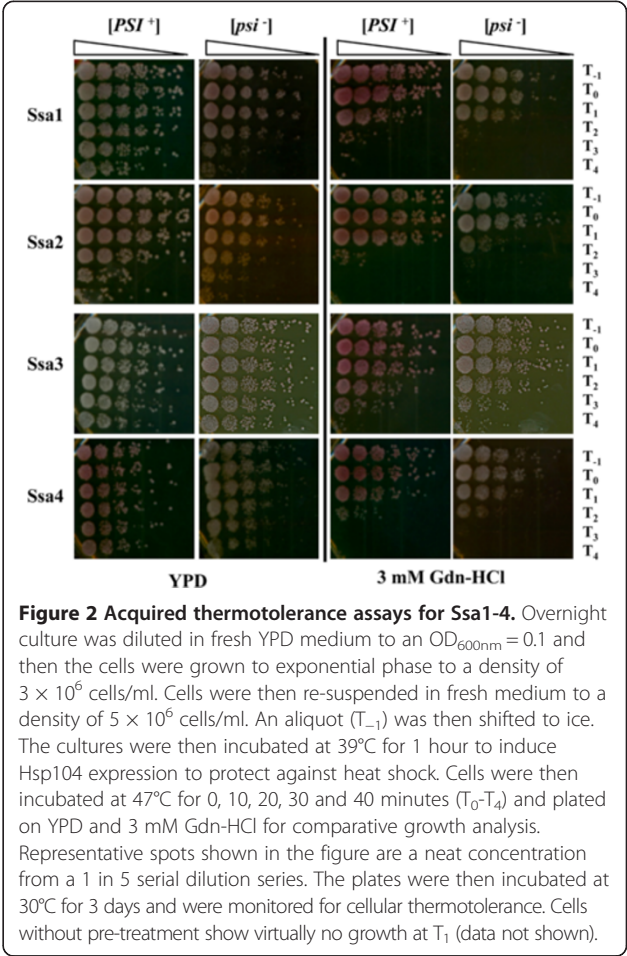 [PSI +] [psi -] [PSI +] [psi -]
Ssa1
T-1
T0
T1
T2
T3
T4
Ssa2
T-1
T0
T1
T2
T3
T4
Ssa3
T-1
T0
T1
T2
T3
T4
Ssa4
T-1
T0
T1
T2
T3
T4
YPD 3 mM Gdn-HCl
Figure 2 Acquired thermotolerance assays for Ssa1-4. Overnight
culture was diluted in fresh YPD medium to an OD600nm = 0.1 and
then the cells were grown to exponential phase to a density of
3 × 10⁶ cells/ml. Cells were then re-suspended in fresh medium to a
density of 5 × 10⁶ cells/ml. An aliquot (T−1) was then shifted to ice.
The cultures were then incubated at 39°C for 1 hour to induce
Hsp104 expression to protect against heat shock. Cells were then
incubated at 47°C for 0, 10, 20, 30 and 40 minutes (T0-T4) and plated
on YPD and 3 mM Gdn-HCl for comparative growth analysis.
Representative spots shown in the figure are a neat concentration
from a 1 in 5 serial dilution series. The plates were then incubated at
30°C for 3 days and were monitored for cellular thermotolerance. Cells
without pre-treatment show virtually no growth at T1 (data not shown).